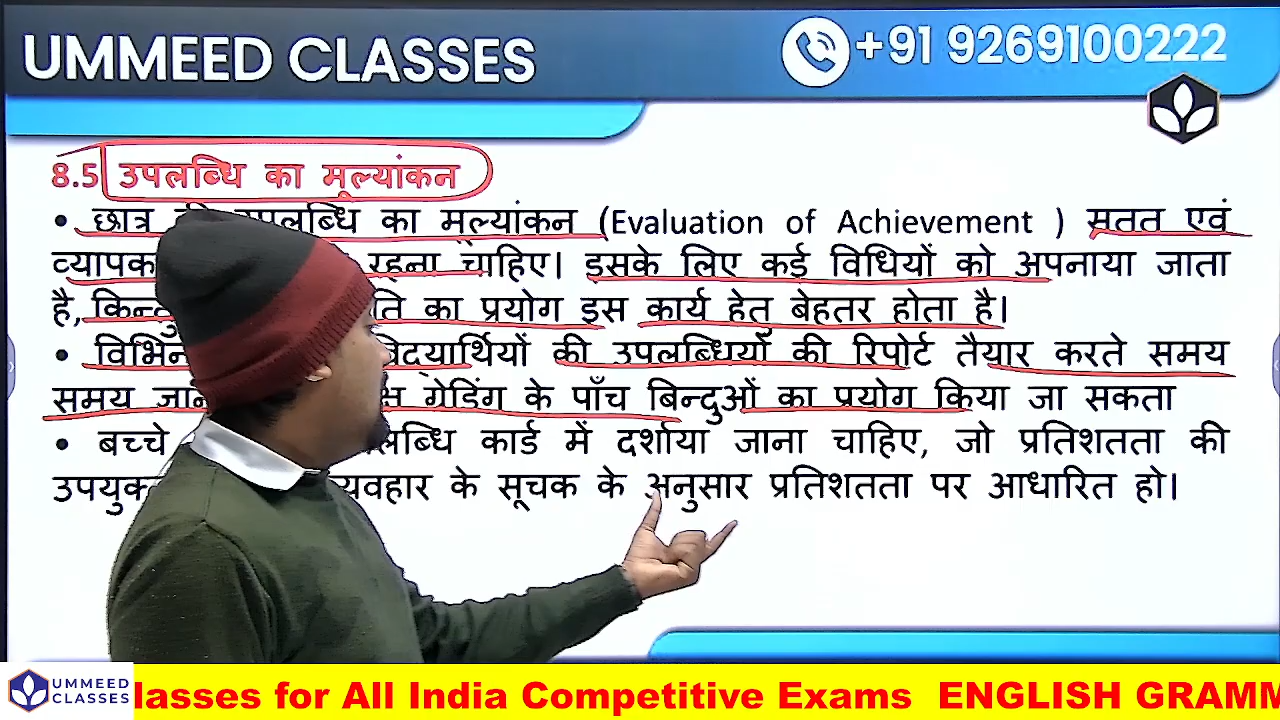 UMMEED CLASSES
+91 9269100222
8.5 उपलब्धि का मूल्यांकन
• छात्र उपलब्धि का मूल्यांकन (Evaluation of Achievement ) सतत एवं
व्यापक रहना चाहिए। इसके लिए कई विधियों को अपनाया जाता
है, का प्रयोग इस कार्य हेतु बेहतर होता है।
• विद्यार्थियों की उपलब्धियों की रिपोर्ट तैयार करते समय
समय ग्रेडिंग के पाँच बिन्दुओं का प्रयोग किया जा सकता
• बच्चे कार्ड में दर्शाया जाना चाहिए, जो प्रतिशतता की
व्यवहार के सूचक के अनुसार प्रतिशतता पर आधारित हो।
UMMEED
CLASSES
lasses for All India Competitive Exams ENGLISH GRAMM